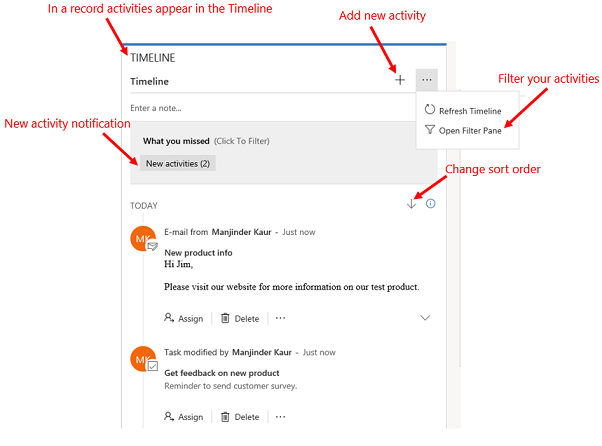 In a record activities appear in the Timeline
Add new activity
TIMELINE
Timeline
Filter your activities
Refresh Timeline
Open Filter Pane
Enter a note...
New activity notification
What you missed (Click To Filter)
New activities (2)
Change sort order
TODAY
MK
E-mail from Manjinder Kaur - Just now
New product info
Hi Jim,
Please visit our website for more information on our test product.
Assign Delete ...
MK
Task modified by Manjinder Kaur - Just now
Get feedback on new product
Reminder to send customer survey.
Assign Delete ...